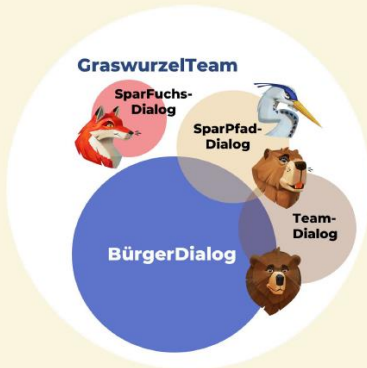 GraswurzelTeam
SparFuchs-
Dialog
SparPfad-
Dialog
Team-
Dialog
BürgerDialog